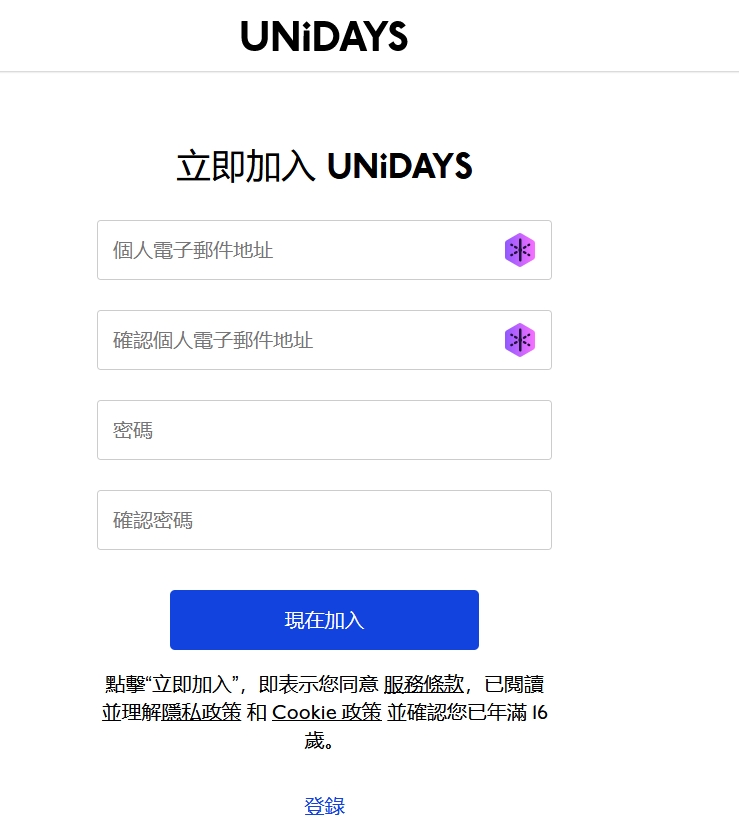 UNiDAYS
立即加入 UNiDAYS
個人電子郵件地址
確認個人電子郵件地址
密碼
確認密碼
現在加入
點擊“立即加入”，即表示您同意 服務條款，已閱讀
並理解隱私政策 和 Cookie 政策 並確認您已年滿 16
歲。
登錄